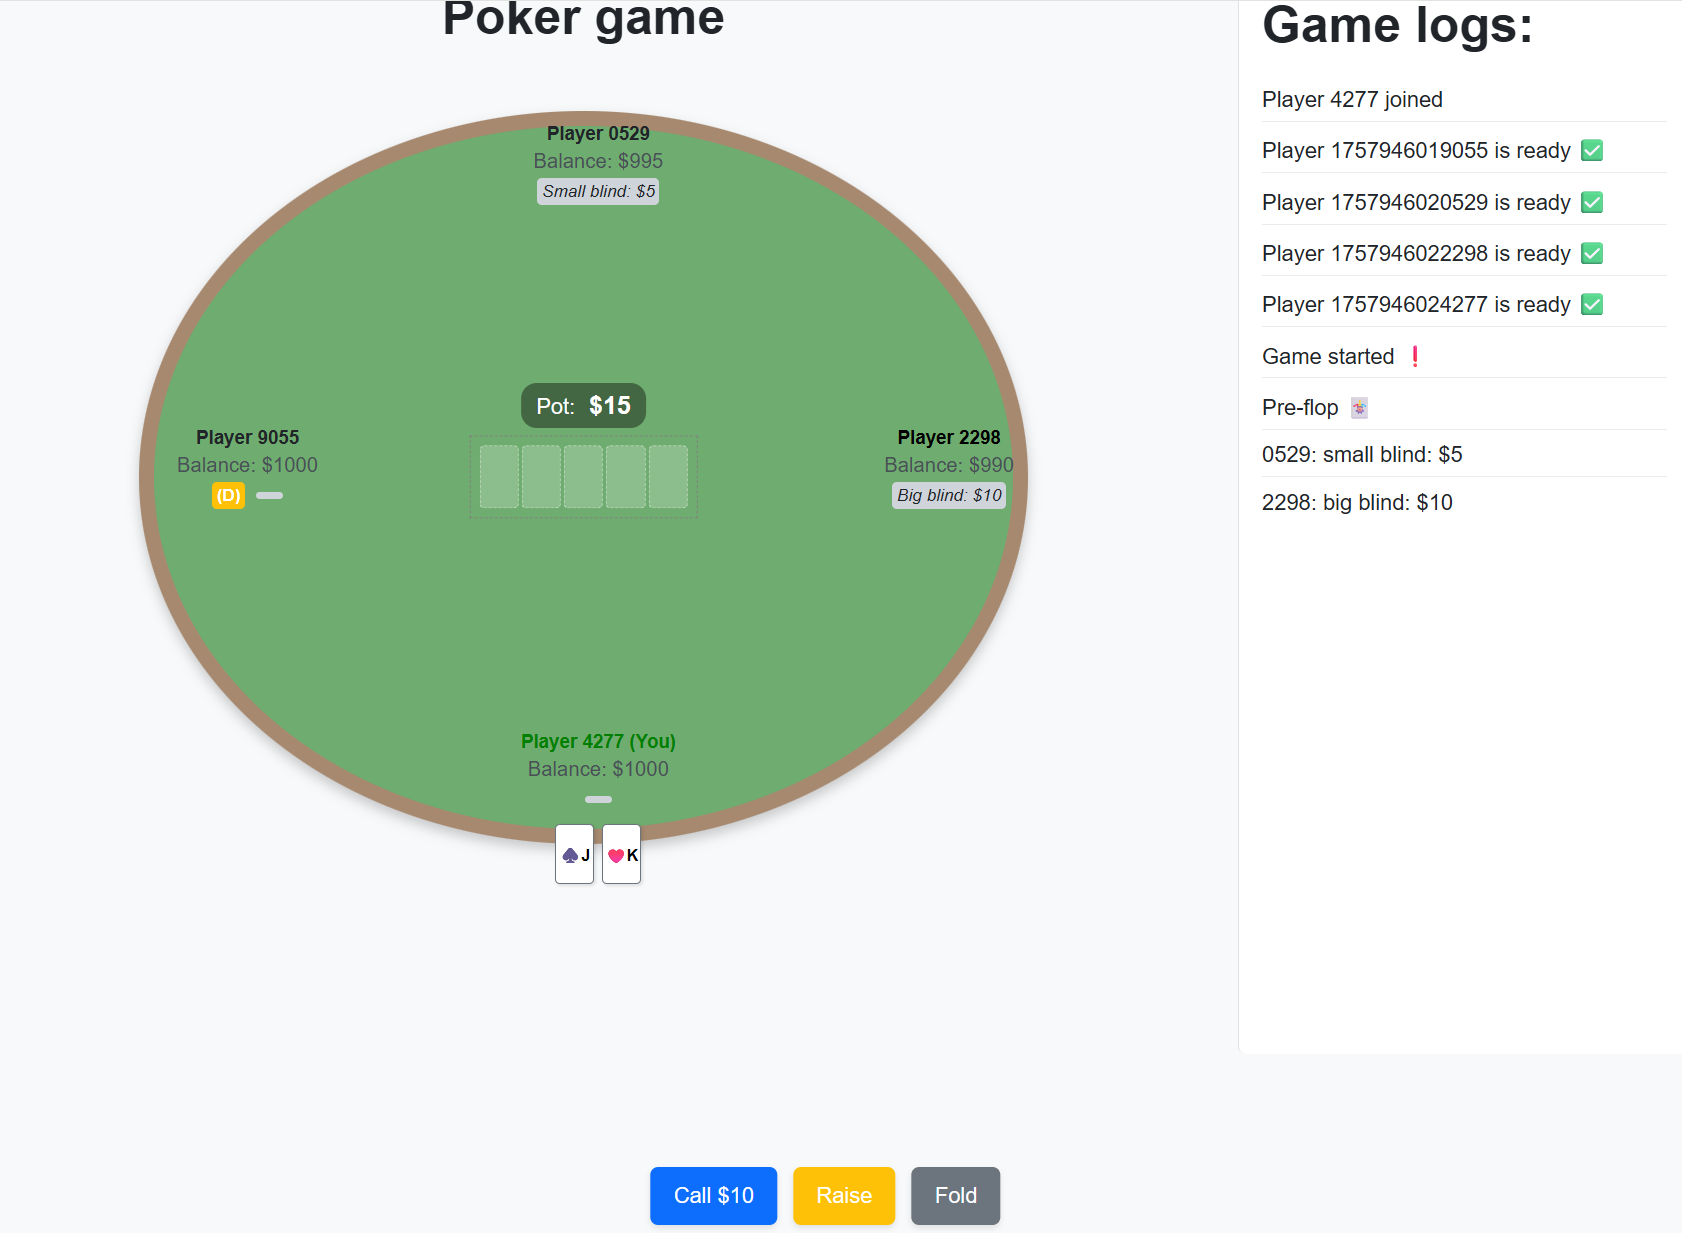 Poker game
Player 0529
Balance: $995
Small blind: $5
Pot: $15
Player 9055
Balance: $1000
(D)
Player 2298
Balance: $990
Big blind: $10
Player 4277 (You)
Balance: $1000
♠J ♥K
Call $10
Raise
Fold
Game logs:
Player 4277 joined
Player 1757946019055 is ready ✅
Player 1757946020529 is ready ✅
Player 1757946022298 is ready ✅
Player 1757946024277 is ready ✅
Game started ❗
Pre-flop 🃏
0529: small blind: $5
2298: big blind: $10